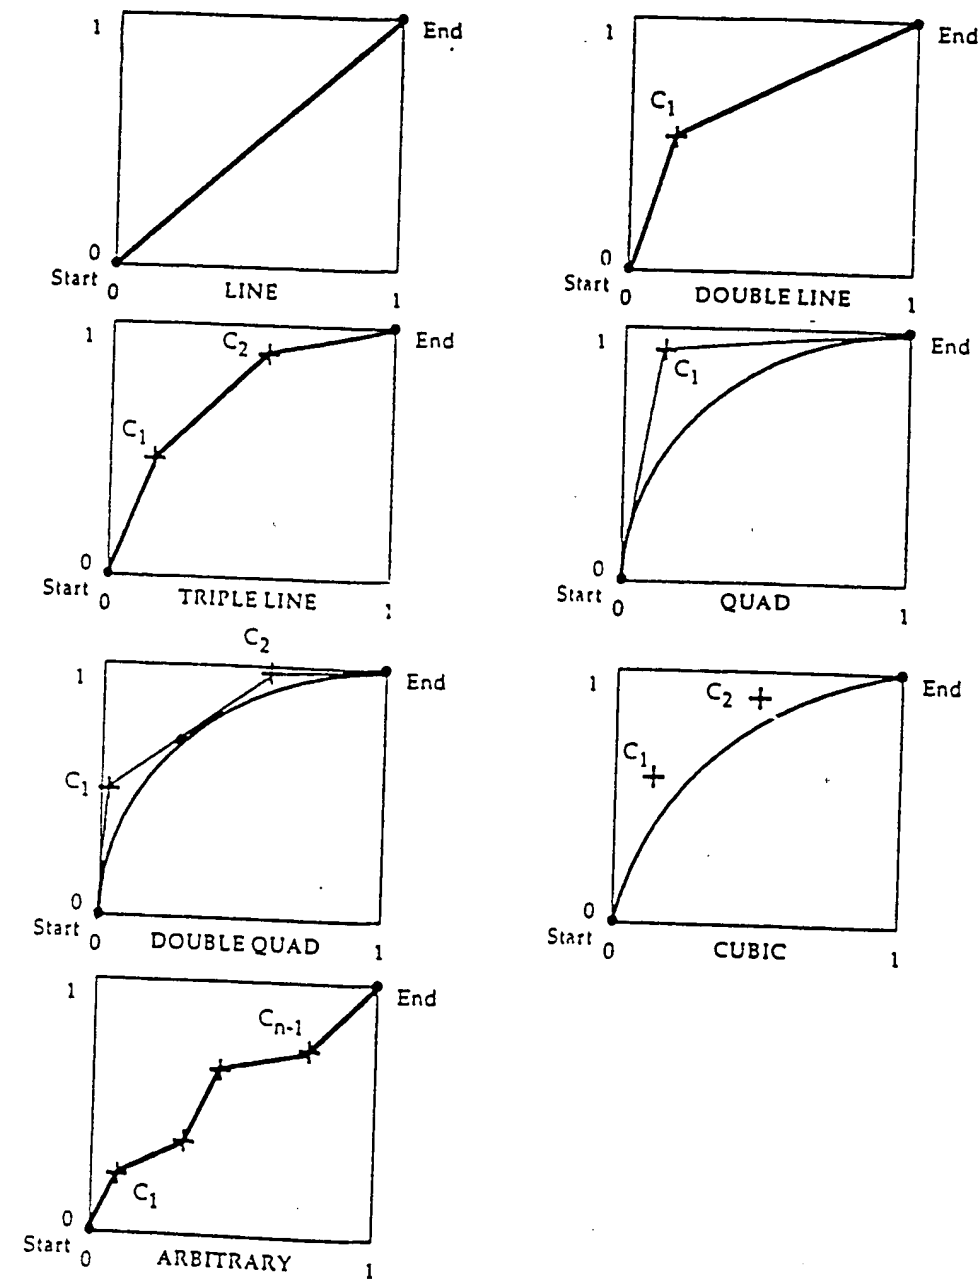 1
End
0
Start
0
LINE
1
1
End
C1
0
Start
0
DOUBLE LINE
1
1
End
C2
C1
0
Start
0
TRIPLE LINE
1
1
End
C1
0
Start
0
QUAD
1
C2
1
End
C1
0
Start
0
DOUBLE QUAD
1
1
End
C2
C1
0
Start
0
CUBIC
1
1
End
Cn-1
C1
0
Start
0
ARBITRARY
1